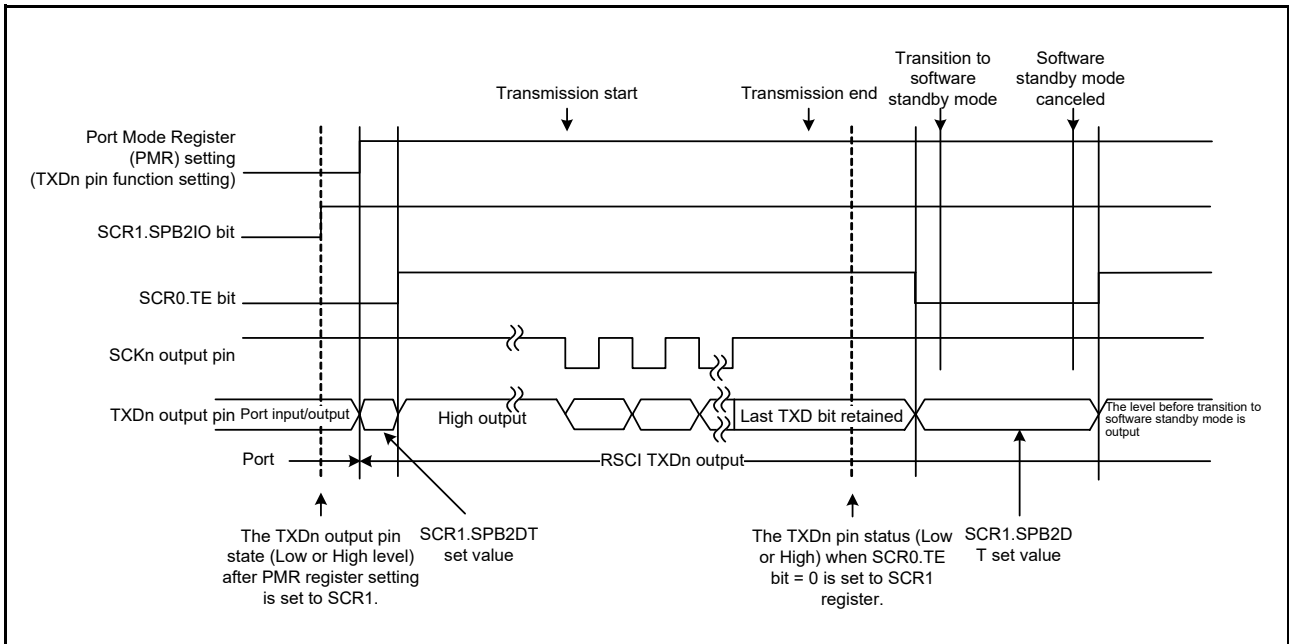 Transition to
software
standby mode
Software
standby mode
canceled
Transmission start
Transmission end
Port Mode Register
(PMR) setting
(TXDn pin function setting)
SCR1.SPB2IO bit
SCR0.TE bit
SCKn output pin
TXDn output pin
Port input/output
High output
Last TXD bit retained
The level before transition to
software standby mode is
output
Port
RSCI TXDn output
The TXDn output pin
state (Low or High level)
after PMR register setting
is set to SCR1.
SCR1.SPB2DT
set value
The TXDn pin status (Low
or High) when SCR0.TE
bit = 0 is set to SCR1
register.
SCR1.SPB2D
T set value